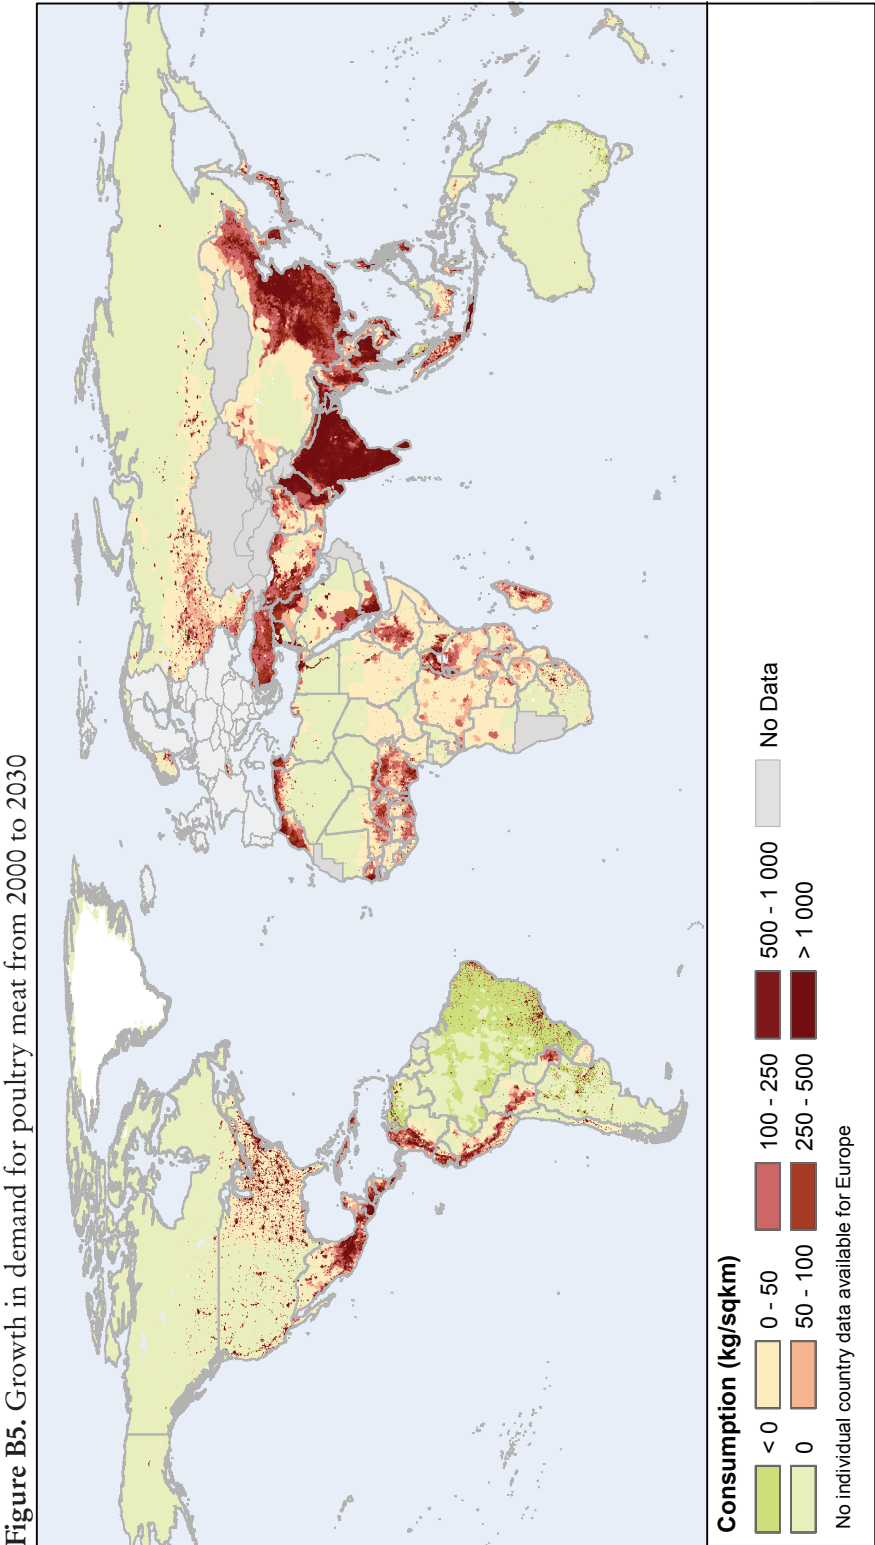 Figure B5. Growth in demand for poultry meat from 2000 to 2030
Consumption (kg/sqkm)
< 0 0 - 50 100 - 250 500 - 1 000 No Data
0 50 - 100 250 - 500 > 1 000
No individual country data available for Europe